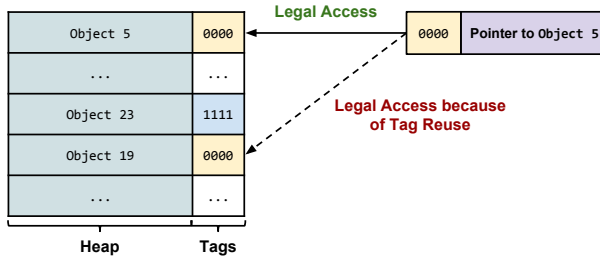 Legal Access
Object 5 0000
0000 Pointer to Object 5
... ...
Object 23 1111
Legal Access because
of Tag Reuse
Object 19 0000
... ...
Heap Tags